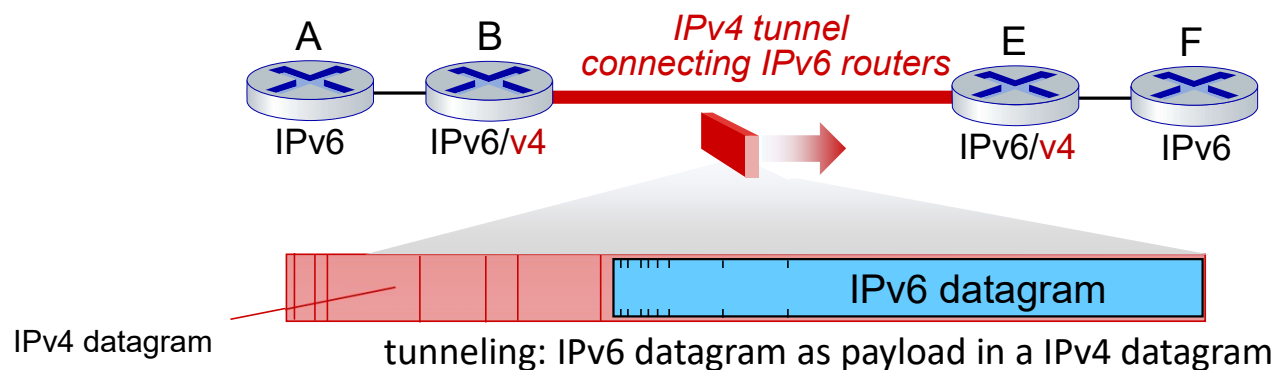 A
B
IPv4 tunnel
connecting IPv6 routers
E
F
IPv6
IPv6/v4
IPv6/v4
IPv6
IPv6 datagram
IPv4 datagram
tunneling: IPv6 datagram as payload in a IPv4 datagram